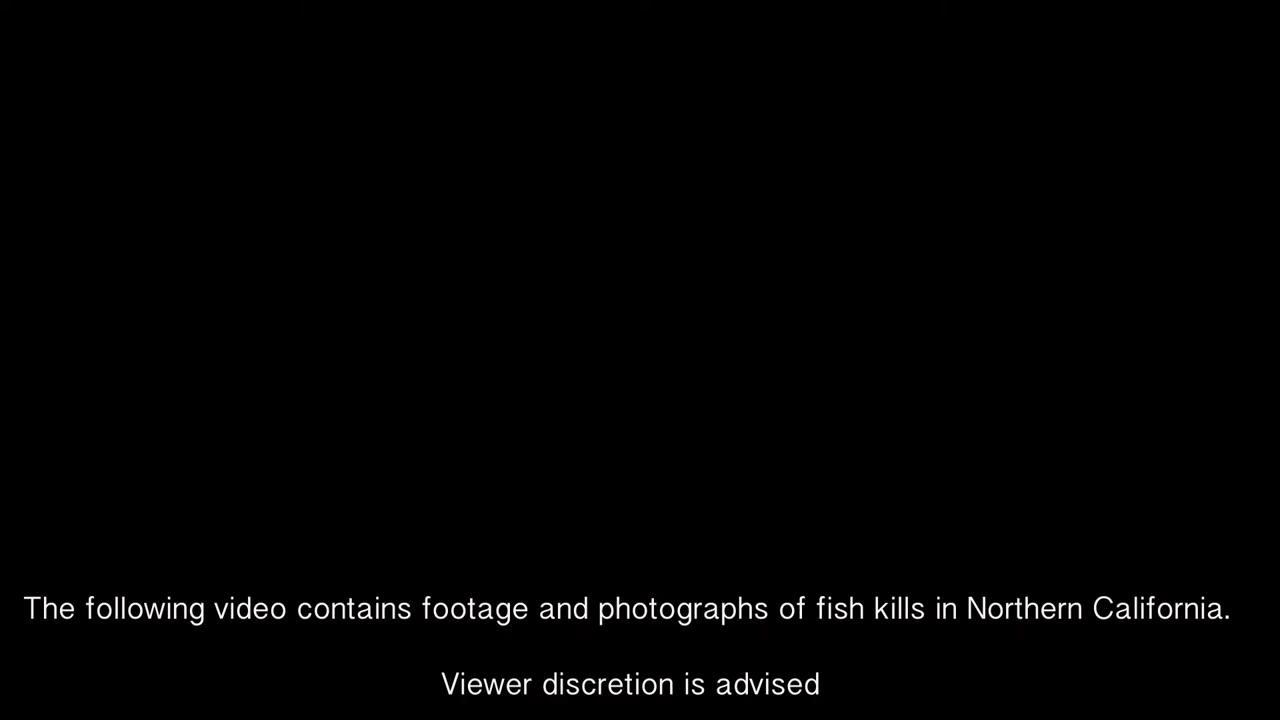 The following video contains footage and photographs of fish kills in Northern California.
Viewer discretion is advised